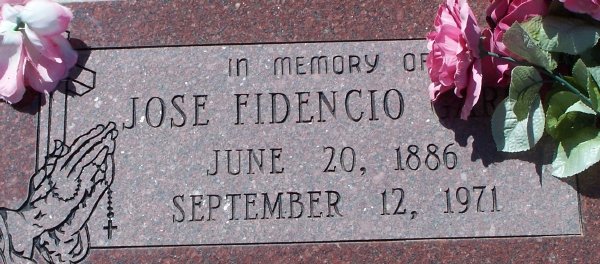 IN MEMORY OF
JOSE FIDENCIO
JUNE 20, 1886
SEPTEMBER 12, 1971